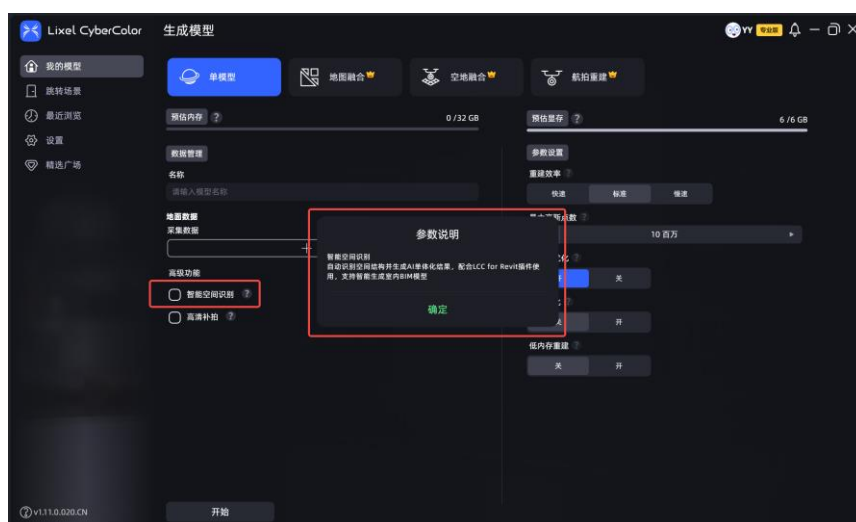 Lixel CyberColor
生成模型
YY 专业版
我的模型
跳转场景
最近浏览
设置
精选广场
单模型
地图融合
空地融合
航拍重建
预估内存 ?
0 /32 GB
预估显存 ?
6 /6 GB
数据管理
名称
请输入模型名称
地面数据
采集数据
+
高级功能
智能空间识别 ?
高清补拍 ?
参数设置
重建效率 ?
快速 标准 慢速
10 百万
关
开
低内存重建 ?
关 开
参数说明
智能空间识别
自动识别空间结构并生成AI单体化结果，配合LCC for Revit插件使
用，支持智能生成室内BIM模型
确定
v1.11.0.020.CN
开始